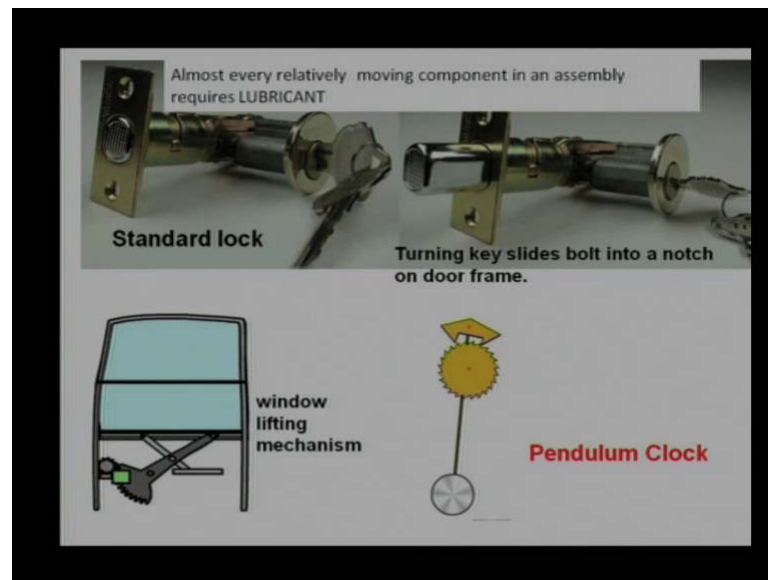 Almost every relatively moving component in an assembly
requires LUBRICANT
Standard lock
Turning key slides bolt into a notch
on door frame.
window
lifting
mechanism
Pendulum Clock